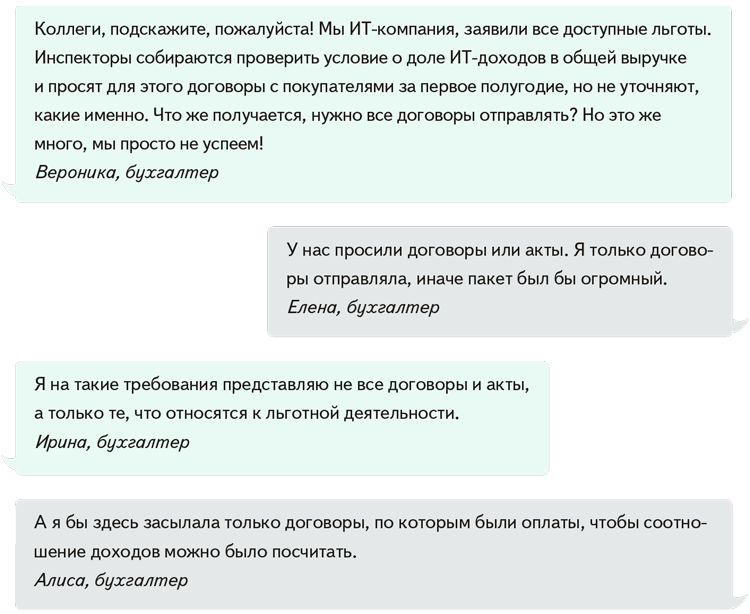 Коллеги, подскажите, пожалуйста! Мы ИТ-компания, заявили все доступные льготы.
Инспекторы собираются проверить условие о доле ИТ-доходов в общей выручке
и просят для этого договоры с покупателями за первое полугодие, но не уточняют,
какие именно. Что же получается, нужно все договоры отправлять? Но это же
много, мы просто не успеем!
Вероника, бухгалтер
У нас просили договоры или акты. Я только догово-
ры отправляла, иначе пакет был бы огромный.
Елена, бухгалтер
Я на такие требования представляю не все договоры и акты,
а только те, что относятся к льготной деятельности.
Ирина, бухгалтер
А я бы здесь засылала только договоры, по которым были оплаты, чтобы соотно-
шение доходов можно было посчитать.
Алиса, бухгалтер